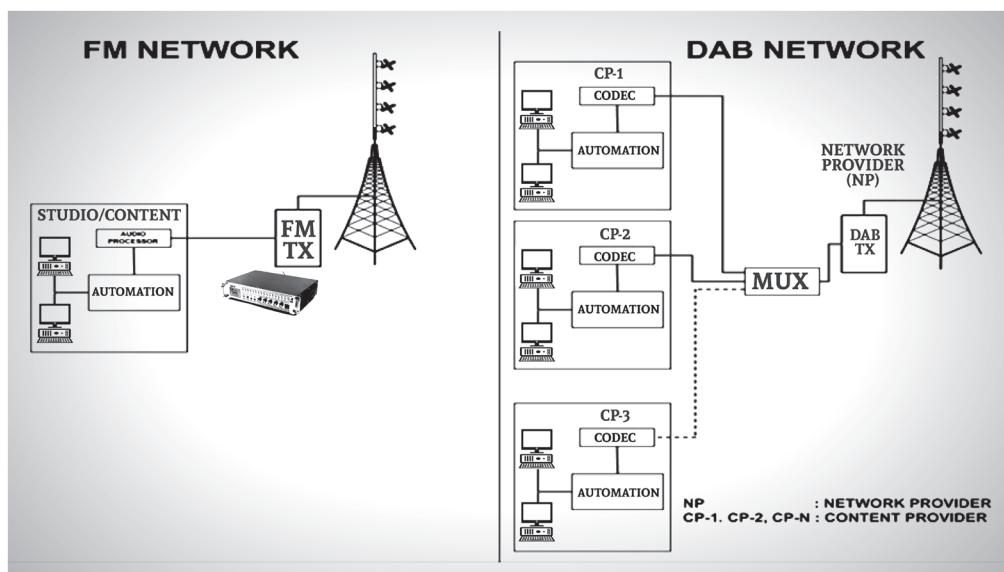 FM NETWORK
STUDIO/CONTENT
AUDIO
PROCESSOR
AUTOMATION
FM
TX
DAB NETWORK
CP-1
CODEC
AUTOMATION
CP-2
CODEC
AUTOMATION
CP-3
CODEC
AUTOMATION
MUX
NETWORK
PROVIDER
(NP)
DAB
TX
NP : NETWORK PROVIDER
CP-1. CP-2, CP-N : CONTENT PROVIDER